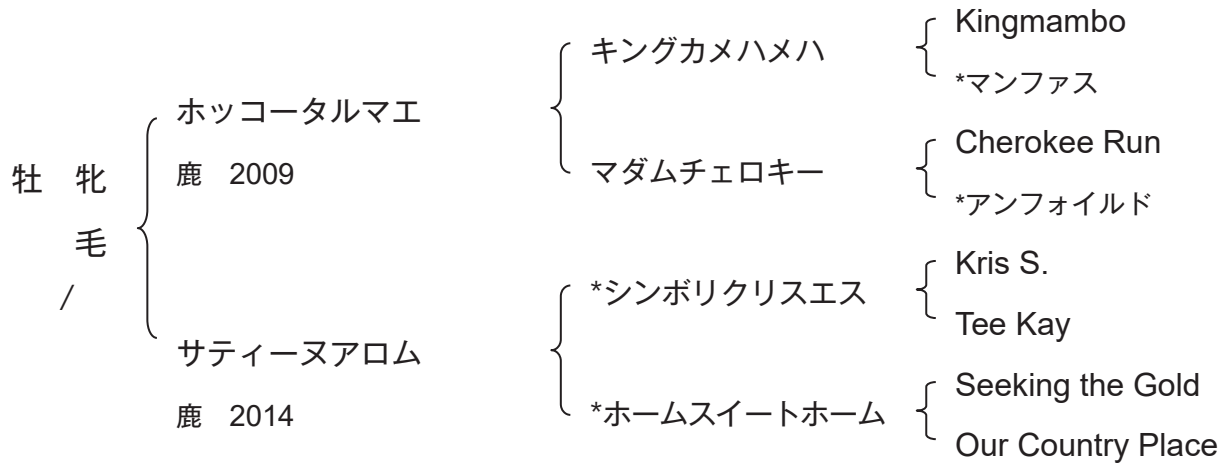 牡　牝
毛
/
ホッコータルマエ
鹿　2009
サティーヌアロム
鹿　2014
キングカメハメハ
マダムチェロキー
*シンボリクリスエス
*ホームスイートホーム
Kingmambo
*マンファス
Cherokee Run
*アンフォイルド
Kris S.
Tee Kay
Seeking the Gold
Our Country Place